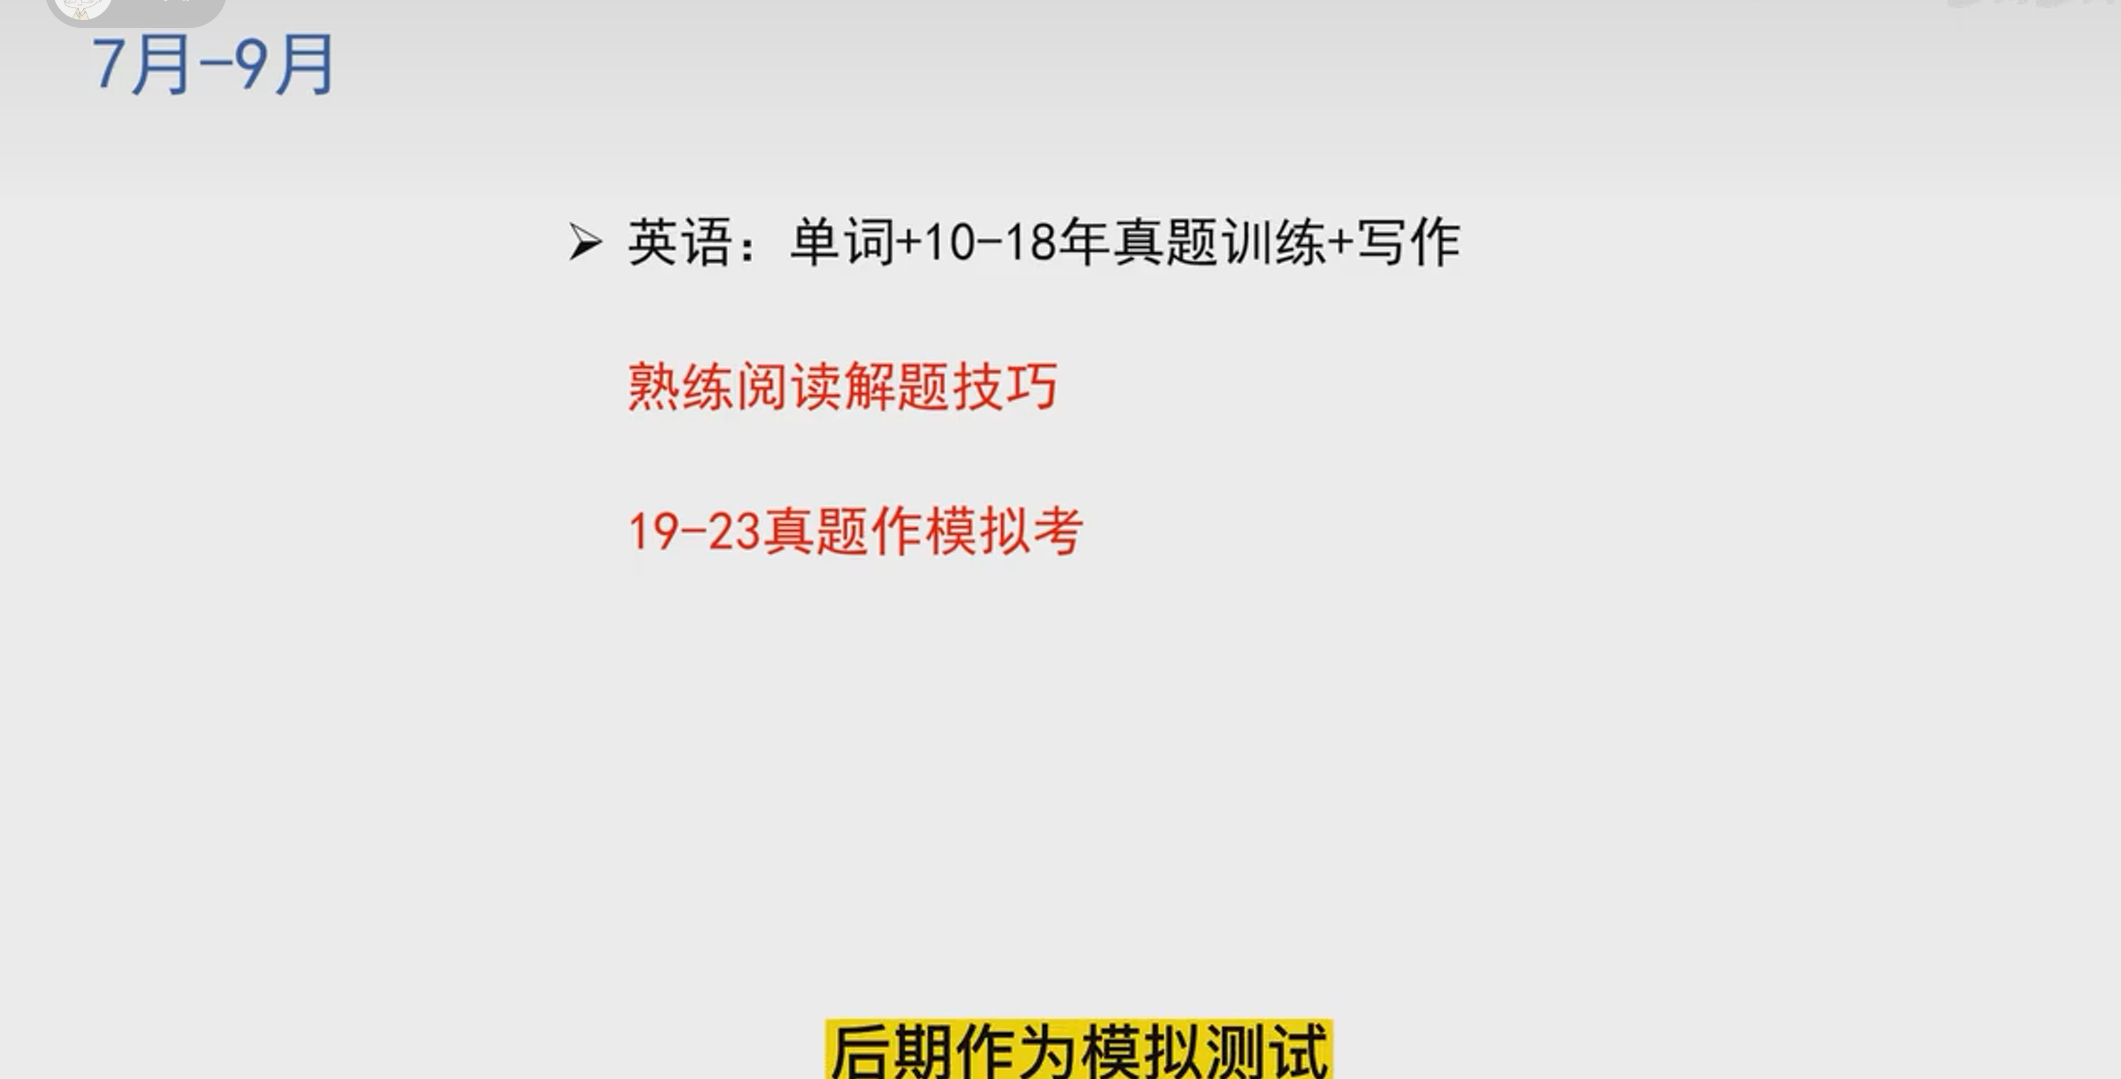 7月-9月
➢ 英语：单词+10-18年真题训练+写作
熟练阅读解题技巧
19-23真题作模拟考
后期作为模拟测试